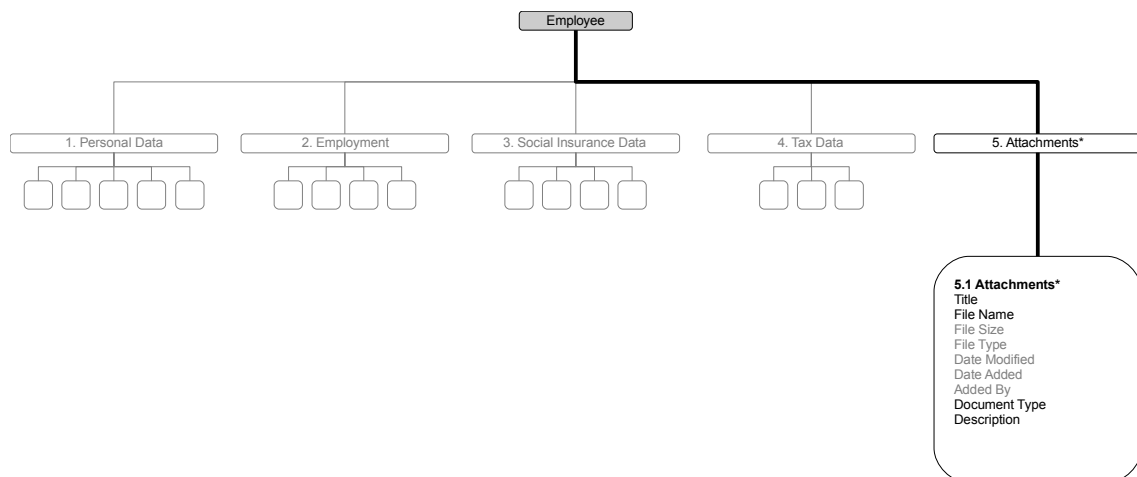 Employee
1. Personal Data
2. Employment
3. Social Insurance Data
4. Tax Data
5. Attachments*
5.1 Attachments*
Title
File Name
File Size
File Type
Date Modified
Date Added
Added By
Document Type
Description